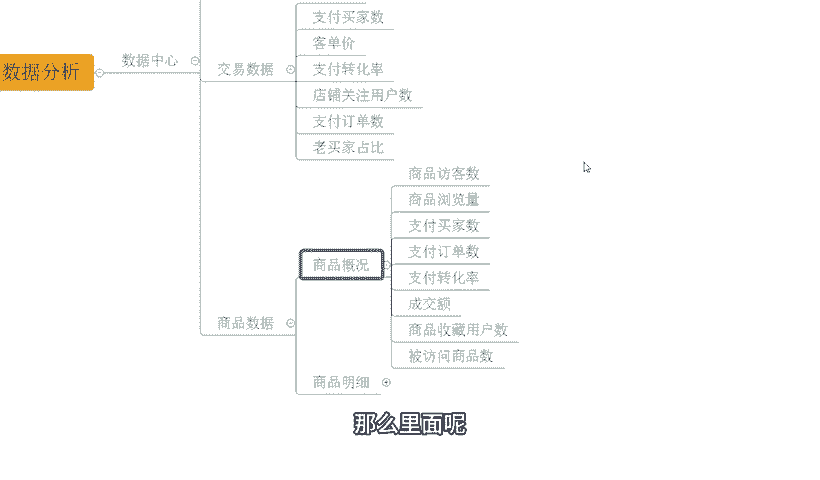 数据分析
数据中心
交易数据
支付买家数
客单价
支付转化率
店铺关注用户数
支付订单数
老买家占比
商品数据
商品概况
商品访客数
商品浏览量
支付买家数
支付订单数
支付转化率
成交额
商品收藏用户数
被访问商品数
商品明细
那么里面呢